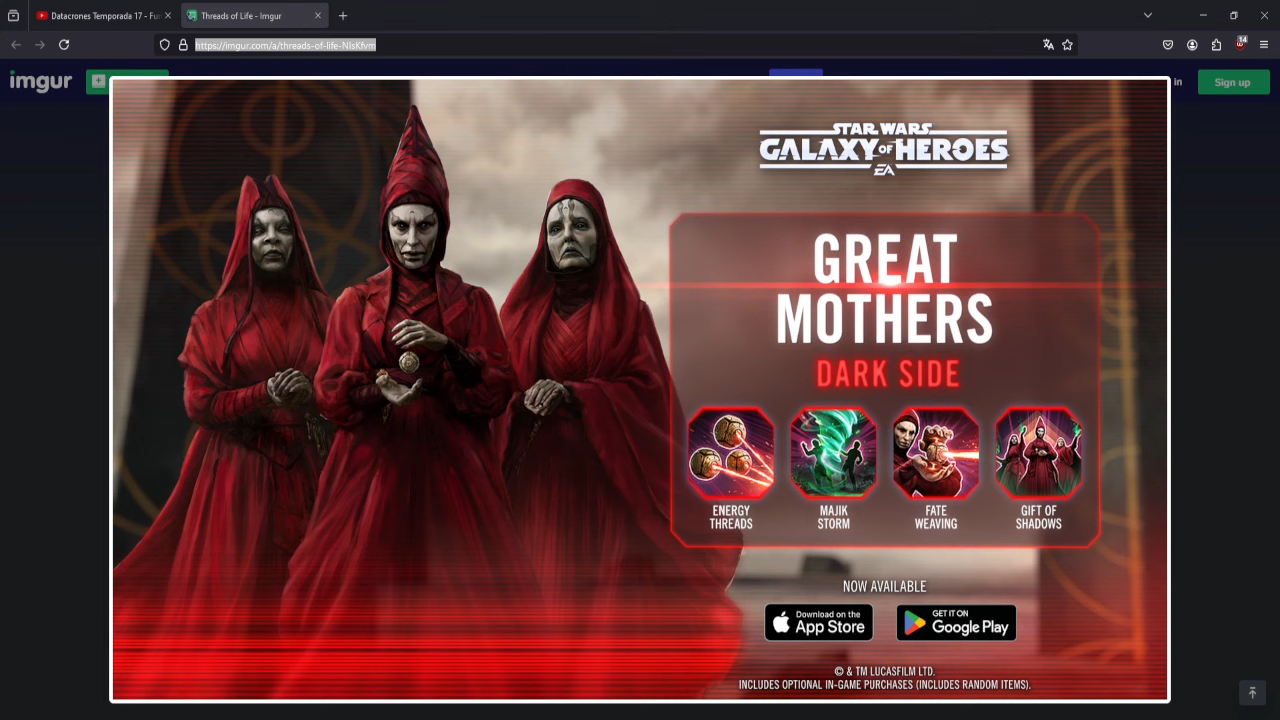 Datacrones Temporada 17 - Fu
Threads of Life - Imgur
https://imgur.com/a/threads-of-life-NIsKfvm
14
imgur
in
Sign up
STAR WARS
GALAXY OF HEROES
EA
GREAT
MOTHERS
DARK SIDE
ENERGY
THREADS
MAJIK
STORM
FATE
WEAVING
GIFT OF
SHADOWS
NOW AVAILABLE
Download on the
App Store
GET IT ON
Google Play
© & TM LUCASFILM LTD.
INCLUDES OPTIONAL IN-GAME PURCHASES (INCLUDES RANDOM ITEMS).